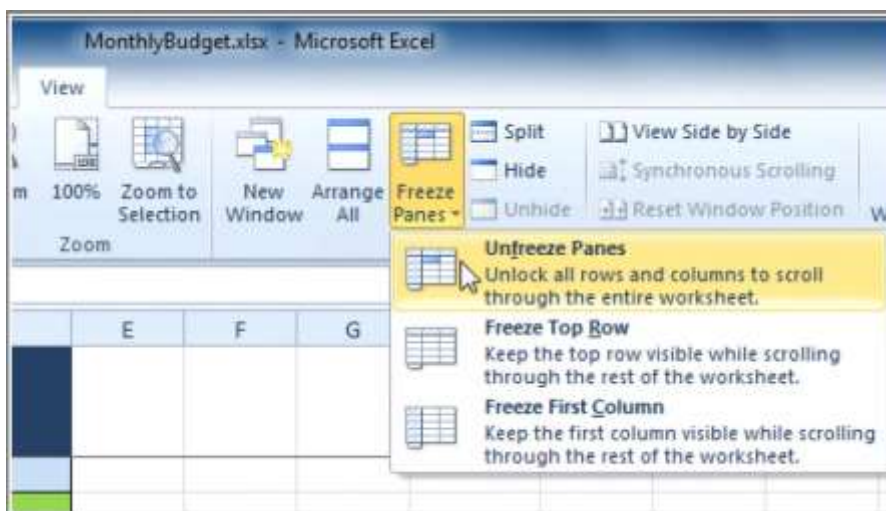 MonthlyBudget.xlsx - Microsoft Excel
View
m
100%
Zoom to
Selection
New
Window
Arrange
All
Freeze
Panes
Split
Hide
Unhide
View Side by Side
Synchronous Scrolling
Reset Window Position
W
Zoom
Unfreeze Panes
Unlock all rows and columns to scroll
through the entire worksheet.
Freeze Top Row
Keep the top row visible while scrolling
through the rest of the worksheet.
Freeze First Column
Keep the first column visible while scrolling
through the rest of the worksheet.
E F G